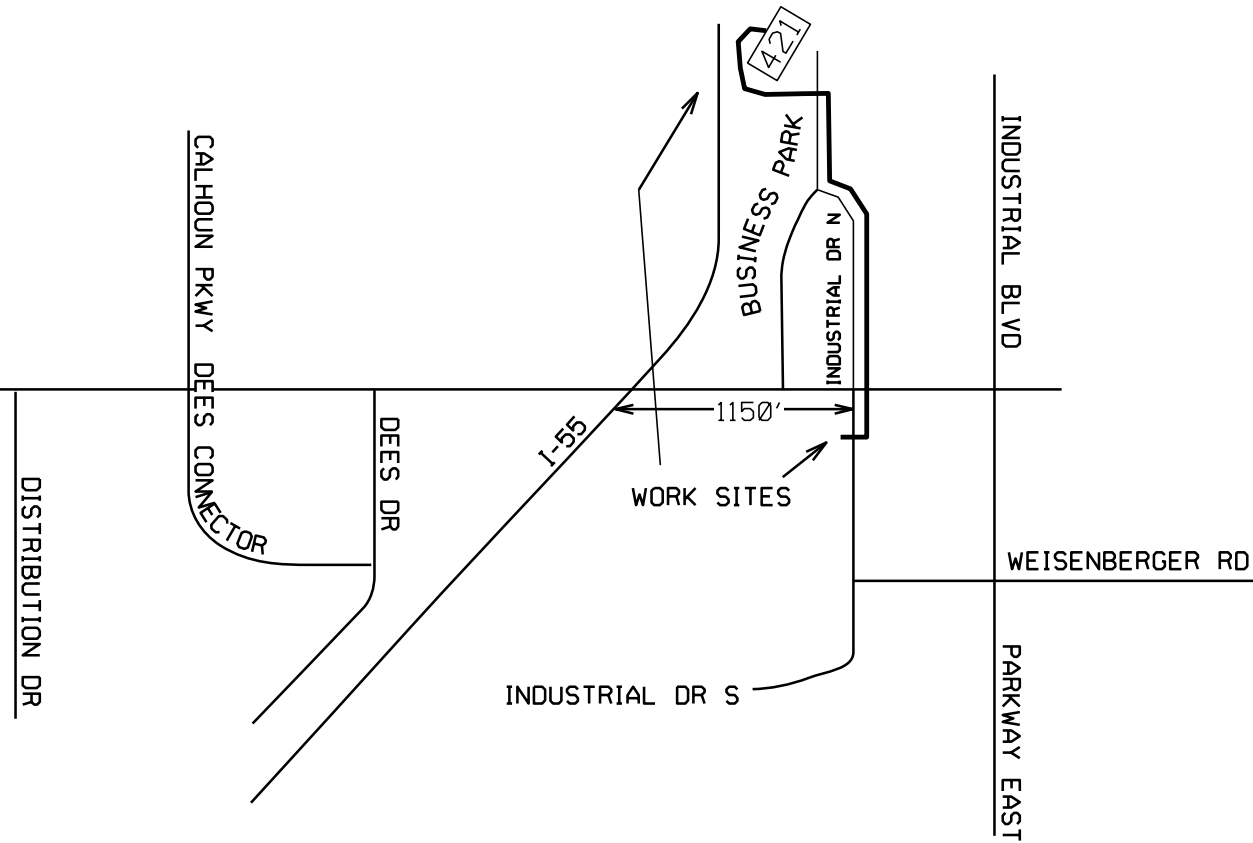 421
BUSINESS PARK
INDUSTRIAL DR N
INDUSTRIAL BLVD
CALHOUN PKWY
DEES CONNECTOR
DEES DR
I-55
1150'
WORK SITES
DISTRIBUTION DR
WEISENBERGER RD
INDUSTRIAL DR S
PARKWAY EAST